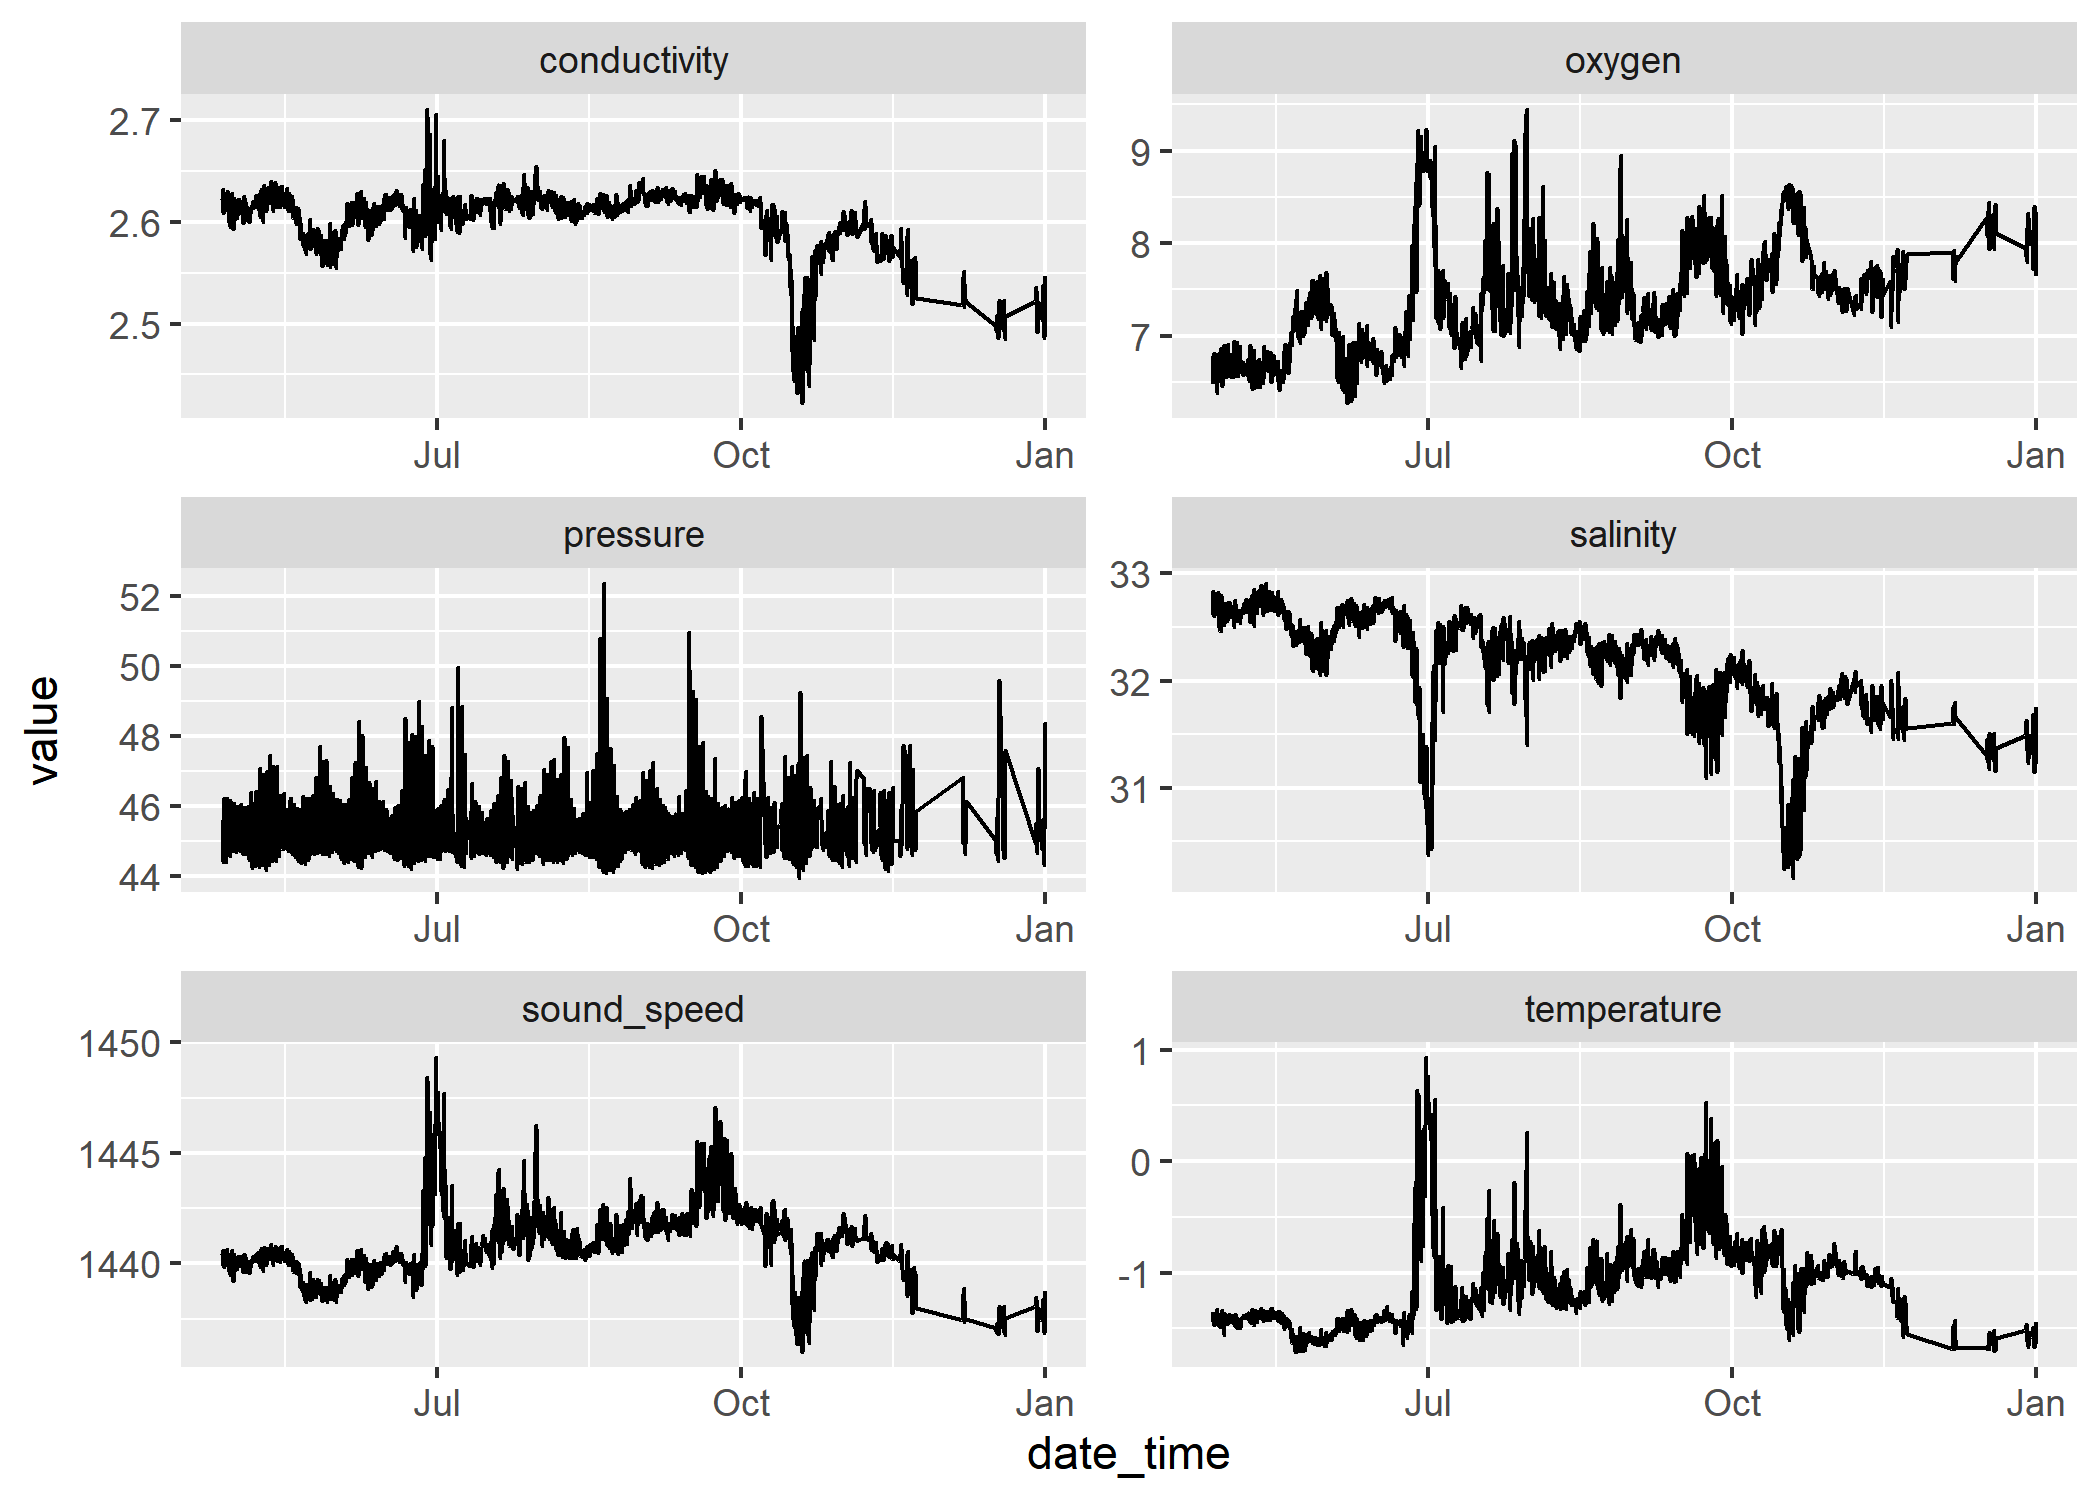 conductivity
oxygen
2.7
2.6
2.5
Jul
Oct
Jan
9
8
7
Jul
Oct
Jan
pressure
salinity
52
50
48
46
44
Jul
Oct
Jan
33
32
31
Jul
Oct
Jan
value
sound_speed
temperature
1450
1445
1440
Jul
Oct
Jan
1
0
-1
Jul
Oct
Jan
date_time